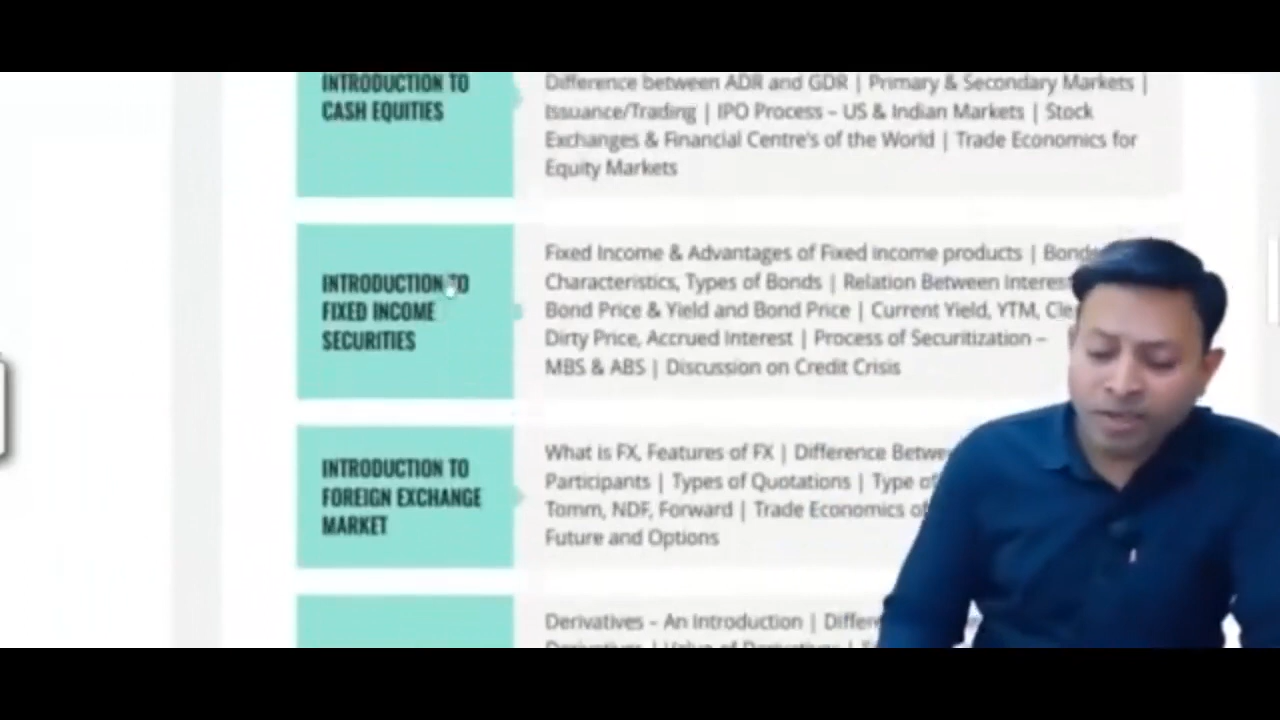 INTRODUCTION TO
CASH EQUITIES
Difference between ADR and GDR | Primary & Secondary Markets |
Issuance/Trading | IPO Process – US & Indian Markets | Stock
Exchanges & Financial Centre's of the World | Trade Economics for
Equity Markets
INTRODUCTION TO
FIXED INCOME
SECURITIES
Fixed Income & Advantages of Fixed income products | Bonds
Characteristics, Types of Bonds | Relation Between Interest
Bond Price & Yield and Bond Price | Current Yield, YTM,
Dirty Price, Accrued Interest | Process of Securitization –
MBS & ABS | Discussion on Credit Crisis
INTRODUCTION TO
FOREIGN EXCHANGE
MARKET
What is FX, Features of FX | Difference
Participants | Types of Quotations | Type of
Tomm, NDF, Forward | Trade Economics of
Future and Options
Derivatives – An Introduction |